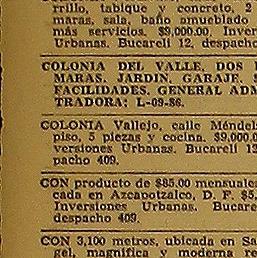 rrillo, tabique y concreto, 2
maras, sala, baño amueblado
más servicios. $9,000.00. Inver
Urbanas. Bucareli 12, despacho
COLONIA DEL VALLE, DOS
MARAS. JARDIN. GARAJE. S
FACILIDADES. GENERAL ADM
TRADORA: L-09-86.
COLONIA Vallejo, calle Méndel
piso, 5 piezas y cocina. $9,000.0
versiones Urbanas. Bucareli 12
pacho 409.
CON producto de $85.00 mensuales
cada en Azcapotzalco, D. F. $5,
Inversiones Urbanas. Bucare
despacho 409.
CON 3,100 metros, ubicada en Sa
gel, magnífica y moderna re